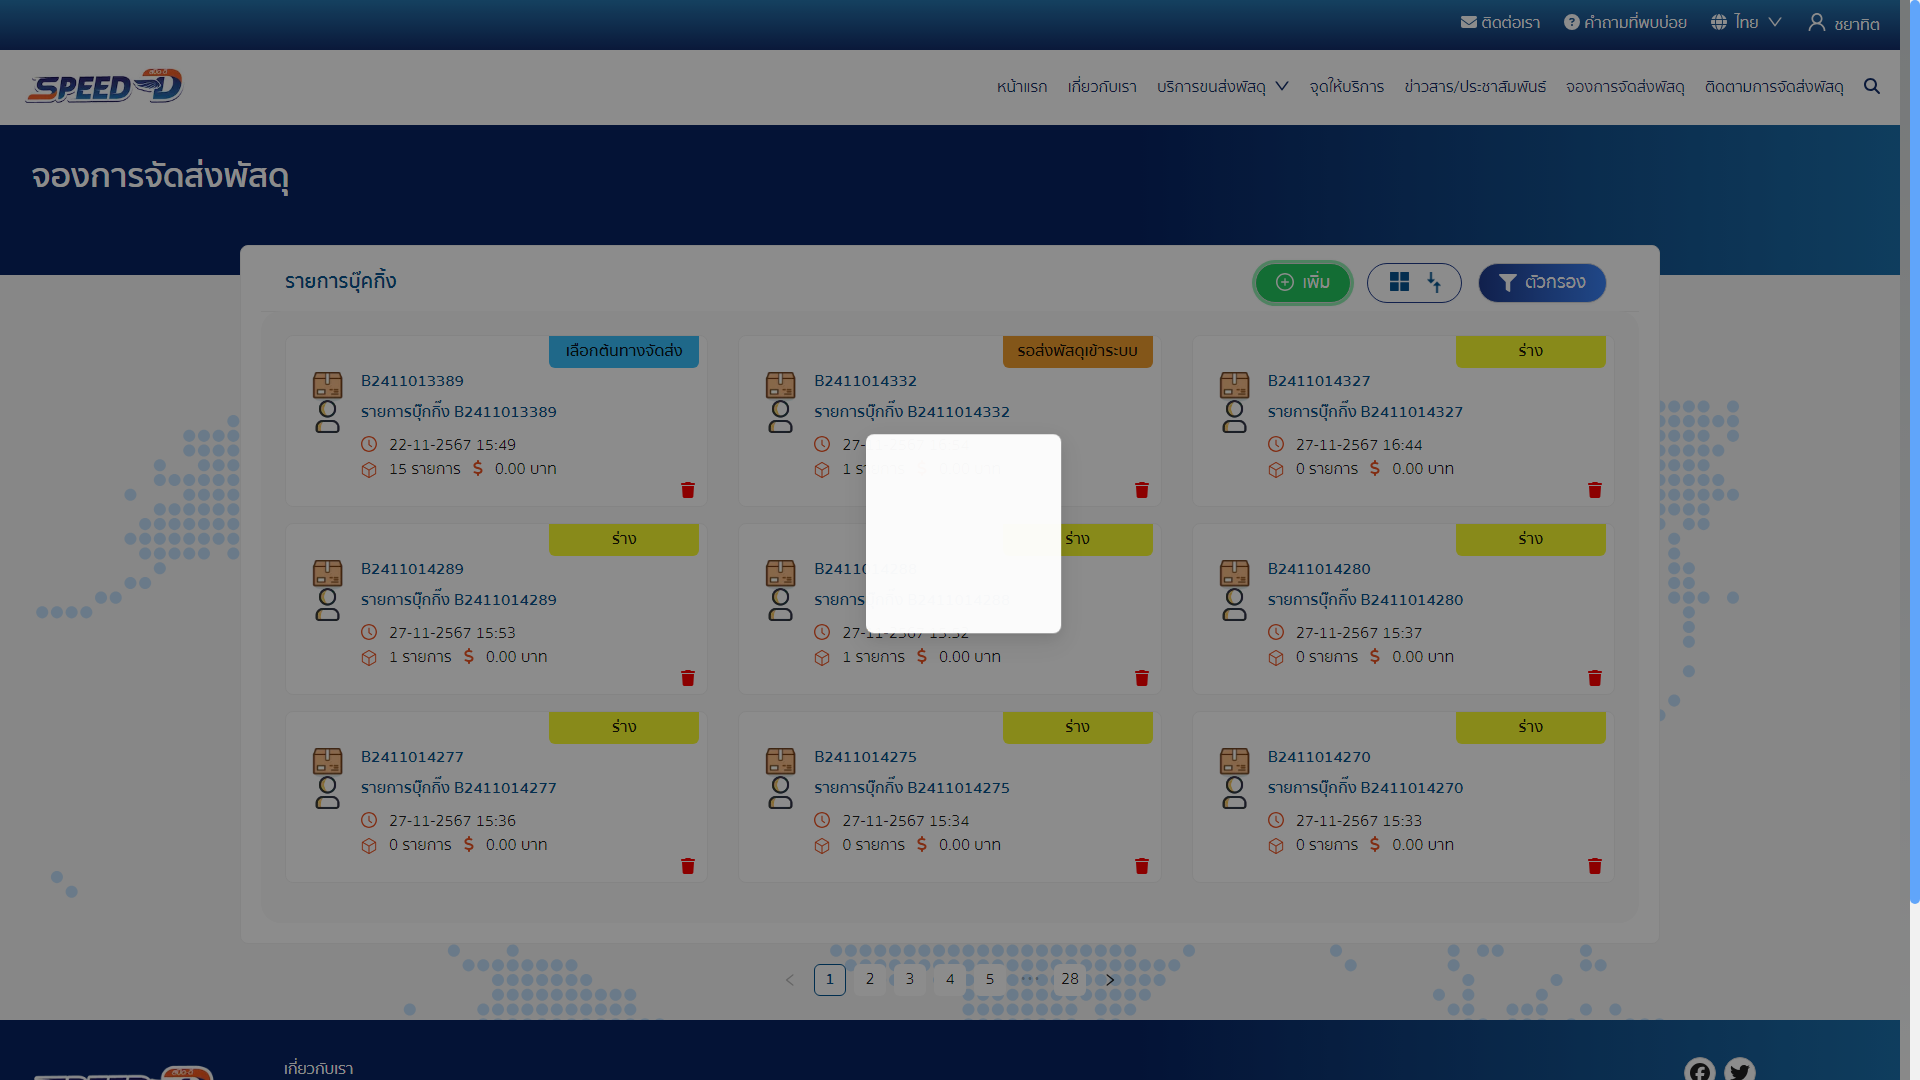 ติดต่อเรา คำถามที่พบบ่อย ไทย ชยาทิต
SPEED-D
หน้าแรก เกี่ยวกับเรา บริการขนส่งพัสดุ จุดให้บริการ ข่าวสาร/ประชาสัมพันธ์ จองการจัดส่งพัสดุ ติดตามการจัดส่งพัสดุ
จองการจัดส่งพัสดุ
รายการบุ๊คกิ้ง
เพิ่ม
ตัวกรอง
เลือกต้นทางจัดส่ง
B2411013389
รายการบุ๊กกิ๊ง B2411013389
22-11-2567 15:49
15 รายการ $ 0.00 บาท
รอส่งพัสดุเข้าระบบ
B2411014332
รายการบุ๊กกิ๊ง B2411014332
27-
1
ร่าง
B2411014327
รายการบุ๊กกิ๊ง B2411014327
27-11-2567 16:44
0 รายการ $ 0.00 บาท
ร่าง
B2411014289
รายการบุ๊กกิ๊ง B2411014289
27-11-2567 15:53
1 รายการ $ 0.00 บาท
ร่าง
B2411
รายการ
27-11-2567 15:52
1 รายการ $ 0.00 บาท
ร่าง
B2411014280
รายการบุ๊กกิ๊ง B2411014280
27-11-2567 15:37
0 รายการ $ 0.00 บาท
ร่าง
B2411014277
รายการบุ๊กกิ๊ง B2411014277
27-11-2567 15:36
0 รายการ $ 0.00 บาท
ร่าง
B2411014275
รายการบุ๊กกิ๊ง B2411014275
27-11-2567 15:34
0 รายการ $ 0.00 บาท
ร่าง
B2411014270
รายการบุ๊กกิ๊ง B2411014270
27-11-2567 15:33
0 รายการ $ 0.00 บาท
< 1 2 3 4 5 ••• 28 >
เกี่ยวกับเรา